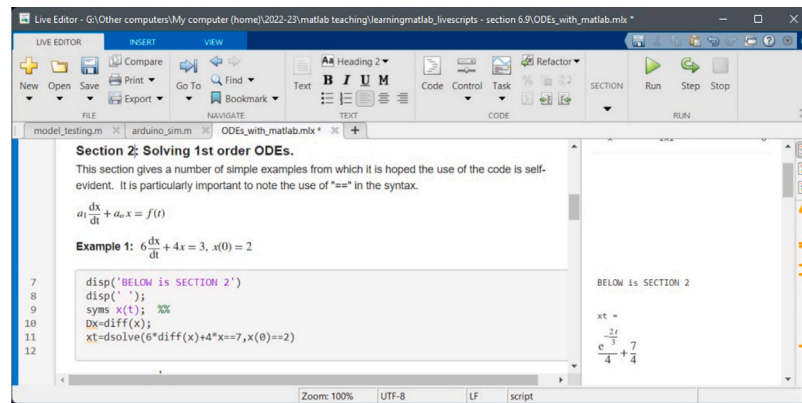 Live Editor - G:\Other computers\My computer (home)\2022-23\matlab teaching\learningmatlab_livescripts - section 6.9\ODEs_with_matlab.mlx *
LIVE EDITOR INSERT VIEW
New Open Save
Compare
Print
Export
FILE
Go To
Find
Bookmark
NAVIGATE
Text
Aa Heading 2
B I U M
TEXT
Code Control Task
Refactor
CODE
SECTION
Run Step Stop
RUN
model_testing.m arduino_sim.m ODEs_with_matlab.mlx * +
Section 2: Solving 1st order ODEs.
This section gives a number of simple examples from which it is hoped the use of the code is self-
evident. It is particularly important to note the use of "==" in the syntax.
a₁ dx/dt + aₒ x = f(t)
Example 1: 6 dx/dt + 4x = 3, x(0) = 2
7 disp('BELOW is SECTION 2')
8 disp(' ');
9 syms x(t); %%
10 Dx=diff(x);
11 xt=dsolve(6*diff(x)+4*x==7,x(0)==2)
12
BELOW is SECTION 2
xt =
e^(-2t/3)/4 + 7/4
Zoom: 100% UTF-8 LF script